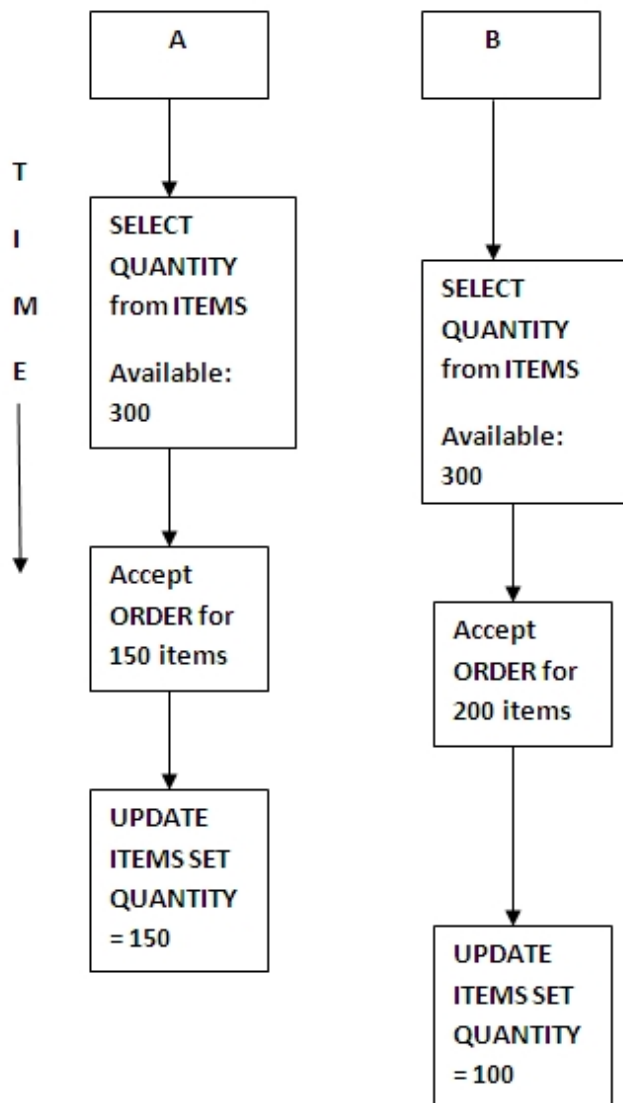 A
B
T
I
M
E
SELECT
QUANTITY
from ITEMS
Available:
300
SELECT
QUANTITY
from ITEMS
Available:
300
Accept
ORDER for
150 items
Accept
ORDER for
200 items
UPDATE
ITEMS SET
QUANTITY
= 150
UPDATE
ITEMS SET
QUANTITY
= 100